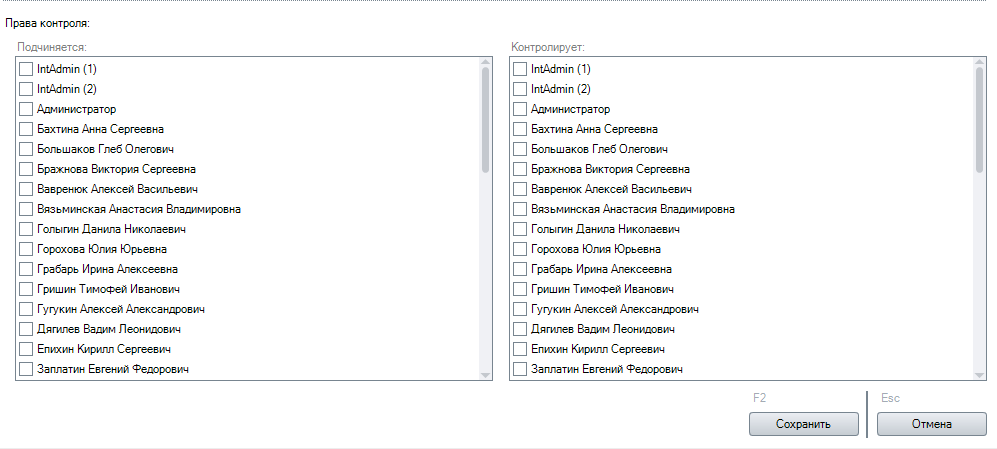 Права контроля:
Подчиняется:
IntAdmin (1)
IntAdmin (2)
Администратор
Бахтина Анна Сергеевна
Большаков Глеб Олегович
Бражнова Виктория Сергеевна
Вавренюк Алексей Васильевич
Вязьминская Анастасия Владимировна
Голыгин Данила Николаевич
Горохова Юлия Юрьевна
Грабарь Ирина Алексеевна
Гришин Тимофей Иванович
Гугукин Алексей Александрович
Дягилев Вадим Леонидович
Епихин Кирилл Сергеевич
Заплатин Евгений Федорович
Контролирует:
IntAdmin (1)
IntAdmin (2)
Администратор
Бахтина Анна Сергеевна
Большаков Глеб Олегович
Бражнова Виктория Сергеевна
Вавренюк Алексей Васильевич
Вязьминская Анастасия Владимировна
Голыгин Данила Николаевич
Горохова Юлия Юрьевна
Грабарь Ирина Алексеевна
Гришин Тимофей Иванович
Гугукин Алексей Александрович
Дягилев Вадим Леонидович
Епихин Кирилл Сергеевич
Заплатин Евгений Федорович
F2
Сохранить
Esc
Отмена